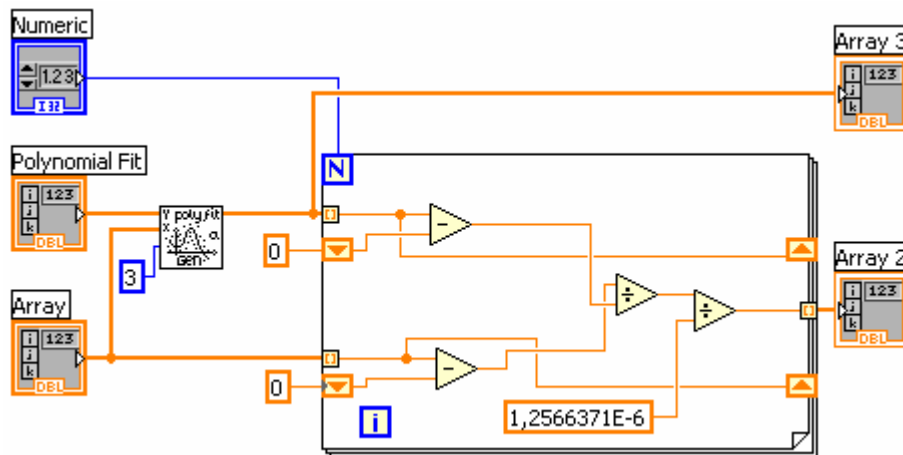 Numeric
1.23
I32
Array 3
i
j
k
123
DBL
Polynomial Fit
i
j
k
123
DBL
N
Y poly.fit
X
a
Gen
0
3
Array
i
j
k
123
DBL
0
i
1,2566371E-6
Array 2
i
j
k
123
DBL